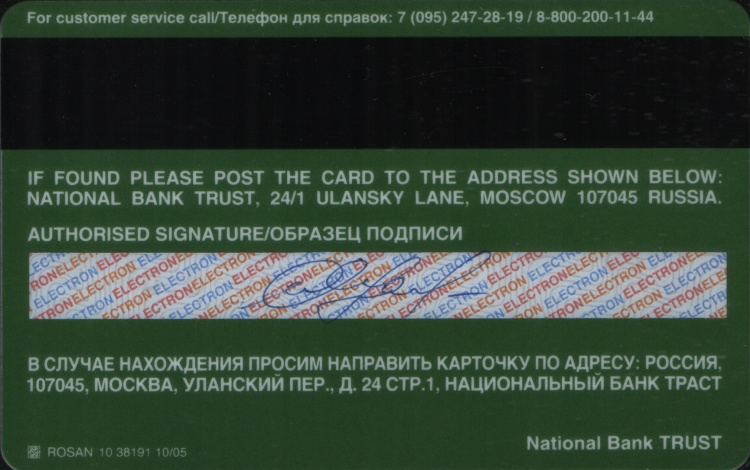 For customer service call/Телефон для справок: 7 (095) 247-28-19 / 8-800-200-11-44
IF FOUND PLEASE POST THE CARD TO THE ADDRESS SHOWN BELOW:
NATIONAL BANK TRUST, 24/1 ULANSKY LANE, MOSCOW 107045 RUSSIA.
AUTHORISED SIGNATURE/ОБРАЗЕЦ ПОДПИСИ
ELECTRON ELECTRON ELECTRON ELECTRON ELECTRON ELECTRON
В СЛУЧАЕ НАХОЖДЕНИЯ ПРОСИМ НАПРАВИТЬ КАРТОЧКУ ПО АДРЕСУ: РОССИЯ,
107045, МОСКВА, УЛАНСКИЙ ПЕР., Д. 24 СТР.1, НАЦИОНАЛЬНЫЙ БАНК ТРАСТ
ROSAN 10 38191 10/05
National Bank TRUST